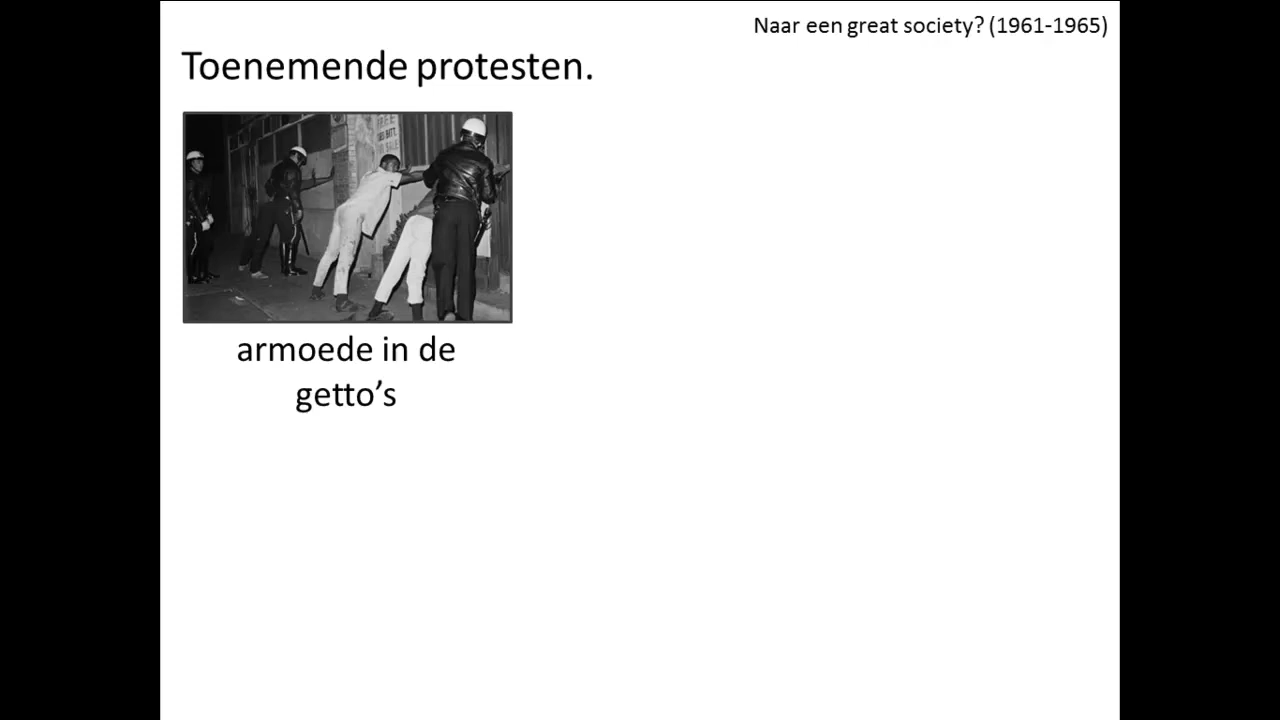 Naar een great society? (1961-1965)
Toenemende protesten.
armoede in de
getto's